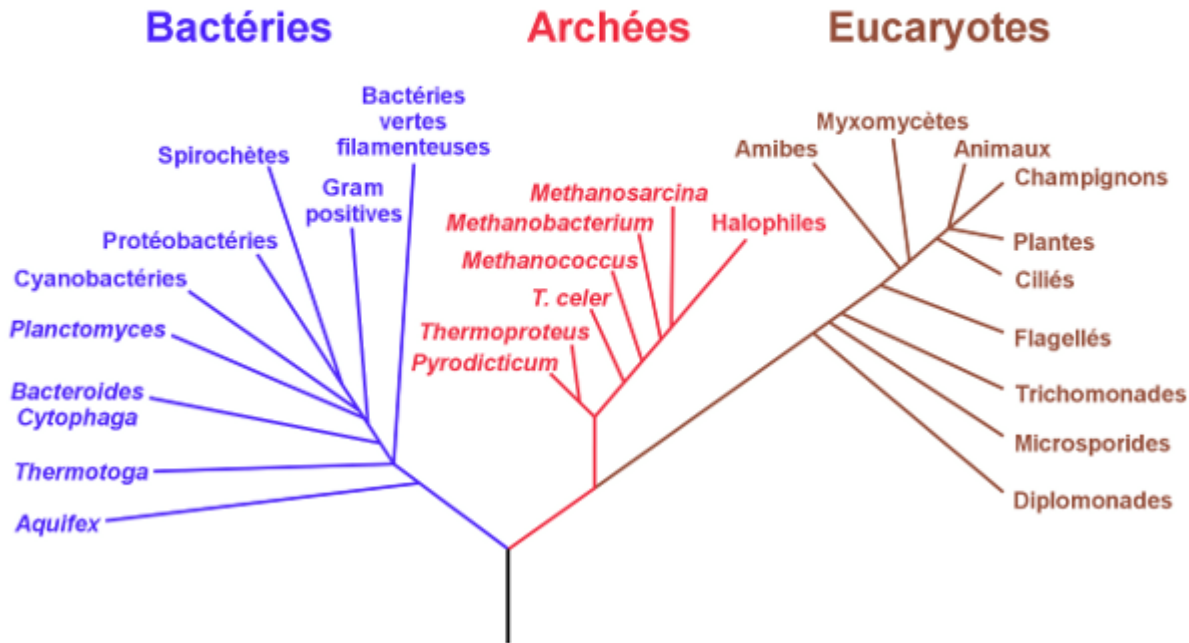 Bactéries
Archées
Eucaryotes
Bactéries
vertes
filamenteuses
Spirochètes
Gram
positives
Protéobactéries
Cyanobactéries
Planctomyces
Bacteroides
Cytophaga
Thermotoga
Aquifex
Methanosarcina
Methanobacterium
Halophiles
Methanococcus
T. celer
Thermoproteus
Pyrodicticum
Myxomycètes
Amibes
Animaux
Champignons
Plantes
Ciliés
Flagellés
Trichomonades
Microsporides
Diplomonades